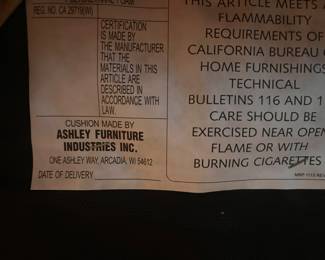 REG. NO. CA 29719(WI)
CERTIFICATION
IS MADE BY
THE MANUFACTURER
THAT THE
MATERIALS IN THIS
ARTICLE ARE
DESCRIBED IN
ACCORDANCE WITH
LAW.
CUSHION MADE BY
ASHLEY FURNITURE
INDUSTRIES INC.
ONE ASHLEY WAY, ARCADIA, WI 54612
DATE OF DELIVERY
THIS ARTICLE MEETS
FLAMMABILITY
REQUIREMENTS OF
CALIFORNIA BUREAU
HOME FURNISHINGS
TECHNICAL
BULLETINS 116 AND
CARE SHOULD BE
EXERCISED NEAR OPEN
FLAME OR WITH
BURNING CIGARETTES